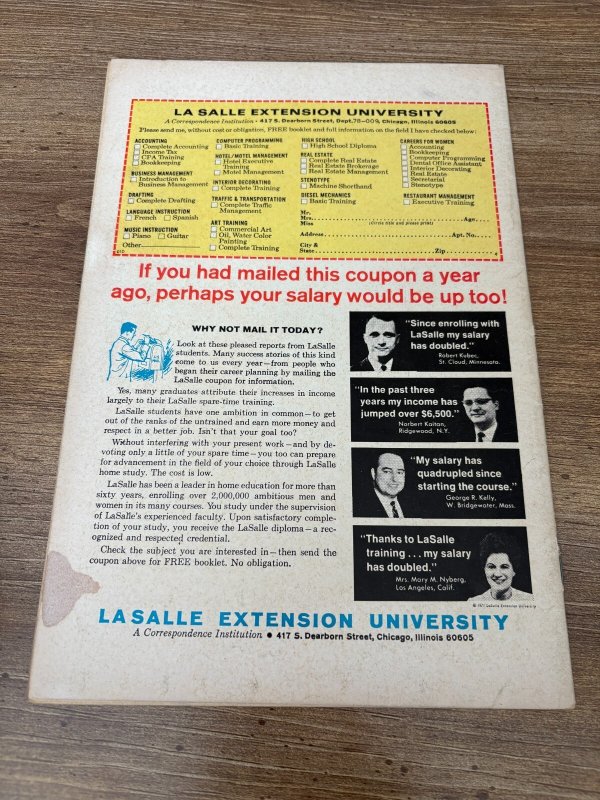 LA SALLE EXTENSION UNIVERSITY
A Correspondence Institution • 417 S. Dearborn Street, Dept. 78-009, Chicago, Illinois 60605
Please send me, without cost or obligation, FREE booklet and full information on the field I have checked below:
ACCOUNTING
Complete Accounting
Income Tax
CPA Training
Bookkeeping
BUSINESS MANAGEMENT
Introduction to
Business Management
DRAFTING
Complete Drafting
LANGUAGE INSTRUCTION
French Spanish
MUSIC INSTRUCTION
Piano Guitar
Other
COMPUTER PROGRAMMING
Basic Training
HOTEL/MOTEL MANAGEMENT
Hotel Executive
Training
Motel Management
INTERIOR DECORATING
Complete Training
TRAFFIC & TRANSPORTATION
Complete Traffic
Management
ART TRAINING
Commercial Art
Oil, Water Color
Painting
Complete Training
HIGH SCHOOL
High School Diploma
REAL ESTATE
Complete Real Estate
Real Estate Brokerage
Real Estate Management
STENOTYPE
Machine Shorthand
DIESEL MECHANICS
Basic Training
CAREERS FOR WOMEN
Accounting
Bookkeeping
Computer Programming
Dental Office Assistant
Interior Decorating
Real Estate
Secretarial
Stenotype
RESTAURANT MANAGEMENT
Executive Training
Mr.
Mrs. Age
Miss (circle title and please print)
Address Apt. No.
City &
State Zip
If you had mailed this coupon a year
ago, perhaps your salary would be up too!
WHY NOT MAIL IT TODAY?
Look at these pleased reports from LaSalle
students. Many success stories of this kind
come to us every year—from people who
began their career planning by mailing the
LaSalle coupon for information.
Yes, many graduates attribute their increases in income
largely to their LaSalle spare-time training.
LaSalle students have one ambition in common—to get
out of the ranks of the untrained and earn more money and
respect in a better job. Isn't that your goal too?
Without interfering with your present work—and by de-
voting only a little of your spare time—you too can prepare
for advancement in the field of your choice through LaSalle
home study. The cost is low.
LaSalle has been a leader in home education for more than
sixty years, enrolling over 2,000,000 ambitious men and
women in its many courses. You study under the supervision
of LaSalle's experienced faculty. Upon satisfactory comple-
tion of your study, you receive the LaSalle diploma—a rec-
ognized and respected credential.
Check the subject you are interested in—then send the
coupon above for FREE booklet. No obligation.
"Since enrolling with
LaSalle my salary
has doubled."
Robert Kubec,
St. Cloud, Minnesota.
"In the past three
years my income has
jumped over $6,500."
Norbert Kaitan,
Ridgewood, N.Y.
"My salary has
quadrupled since
starting the course."
George R. Kelly,
W. Bridgewater, Mass.
"Thanks to LaSalle
training ... my salary
has doubled."
Mrs. Mary M. Nyberg,
Los Angeles, Calif.
© 1971 LaSalle Extension University
LA SALLE EXTENSION UNIVERSITY
A Correspondence Institution • 417 S. Dearborn Street, Chicago, Illinois 60605